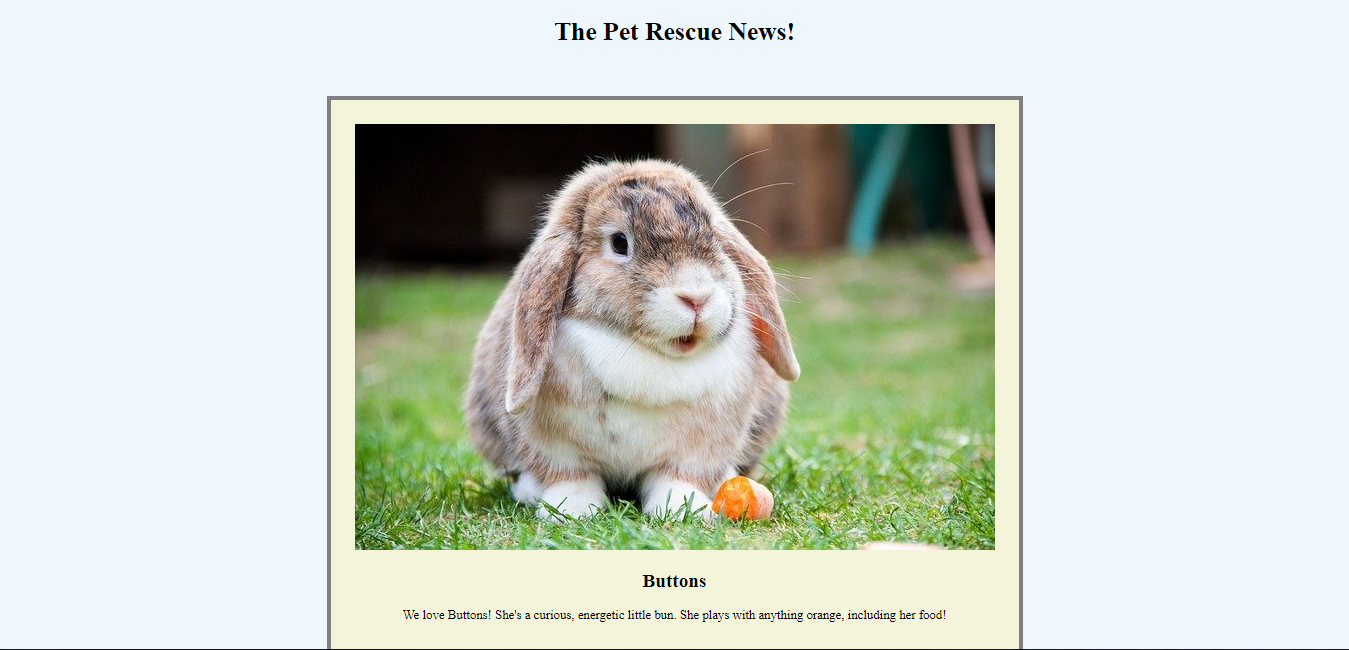 The Pet Rescue News!
Buttons
We love Buttons! She's a curious, energetic little bun. She plays with anything orange, including her food!